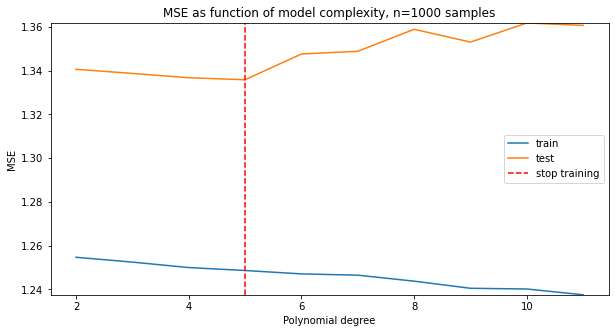 MSE as function of model complexity, n=1000 samples
1.36
1.34
1.32
1.30
1.28
1.26
1.24
MSE
train
test
stop training
2 4 6 8 10
Polynomial degree